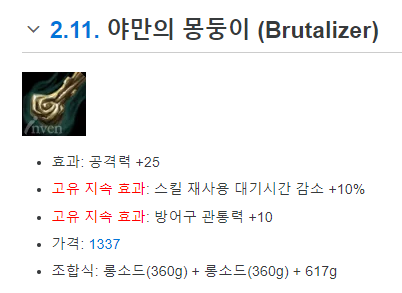 2.11. 야만의 몽둥이 (Brutalizer)
inven
효과: 공격력 +25
고유 지속 효과: 스킬 재사용 대기시간 감소 +10%
고유 지속 효과: 방어구 관통력 +10
가격: 1337
조합식: 롱소드(360g) + 롱소드(360g) + 617g